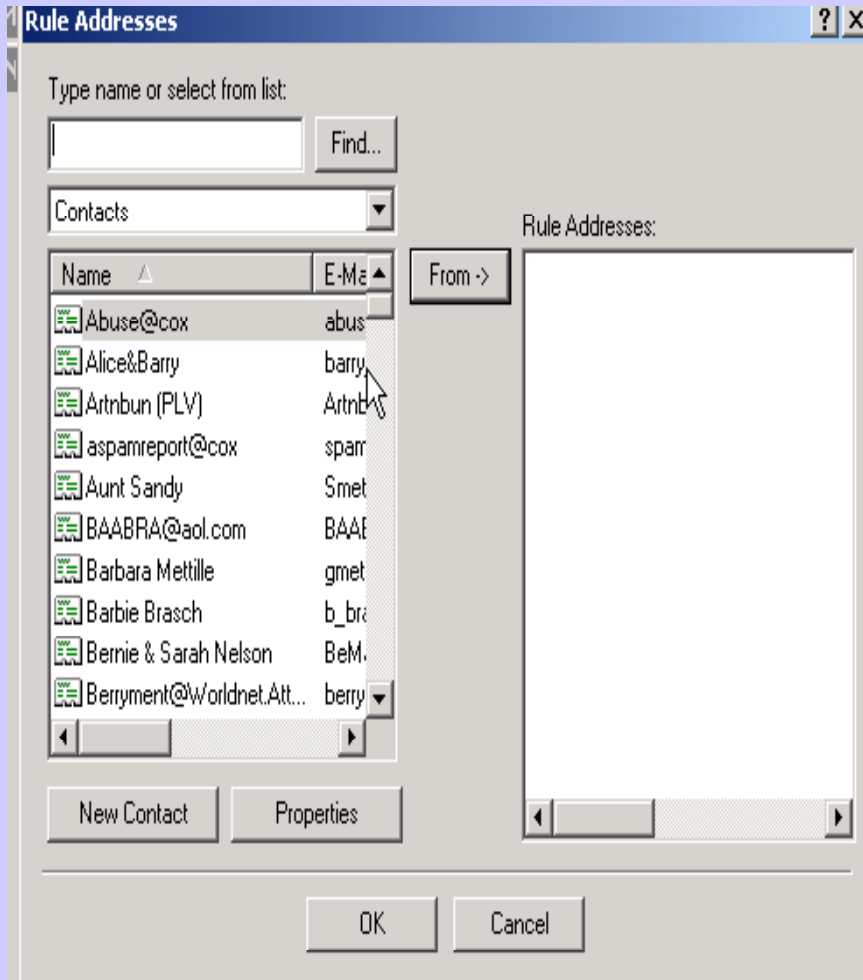 Rule Addresses
Type name or select from list:
Find...
Contacts
Rule Addresses:
Name E-Ma
From ->
Abuse@cox abus
Alice&Barry barry
Artnbun (PLV) Artnb
aspamreport@cox spam
Aunt Sandy Smet
BAABRA@aol.com BAAB
Barbara Mettille gmet
Barbie Brasch b_bra
Bernie & Sarah Nelson BeM
Berryment@Worldnet.Att... berry
New Contact Properties
OK Cancel